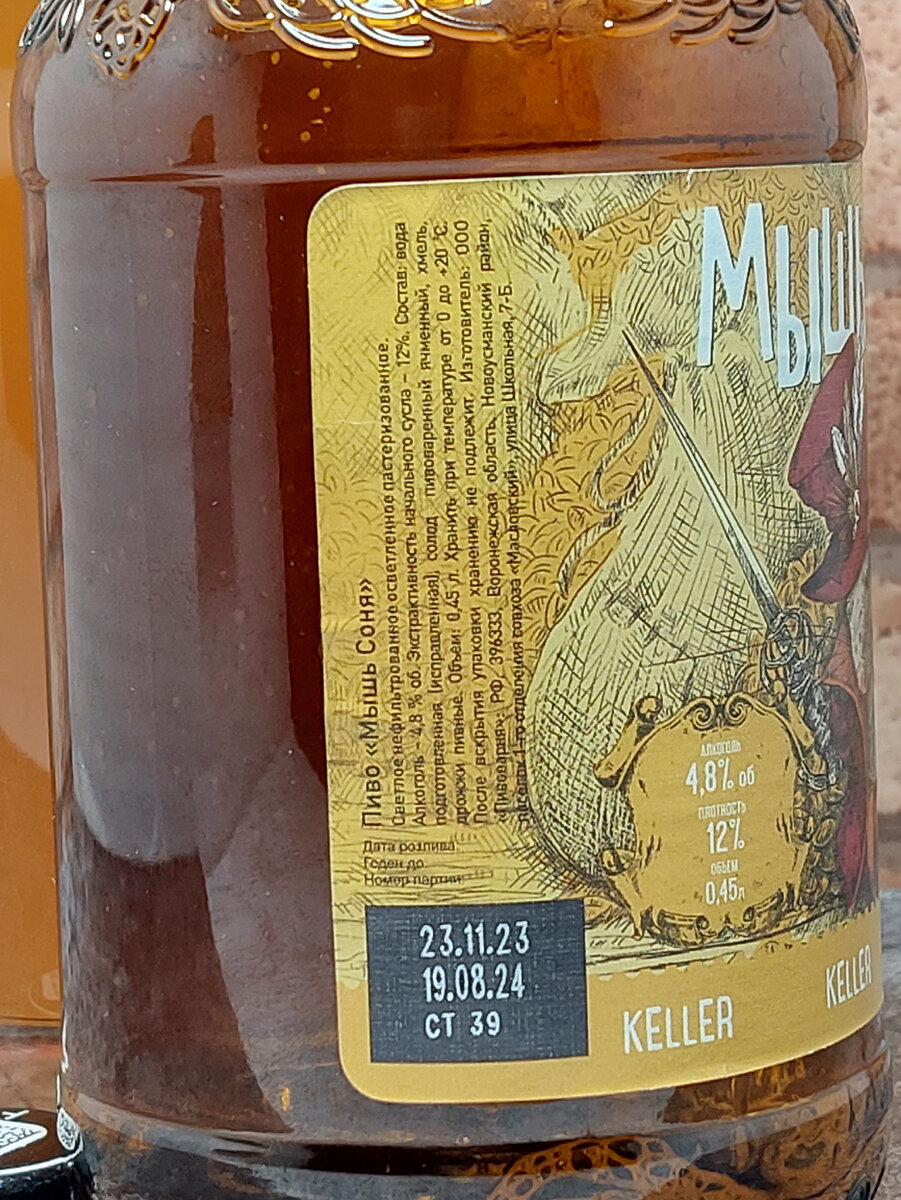 Мыш
Пиво «Мышь Соня»
Светлое нефильтрованное осветленное пастеризованное.
Алкоголь – 4,8 % об. Экстрактивность начального сусла – 12%. Состав: вода
подготовленная (исправленная), солод пивоваренный ячменный, хмель,
дрожжи пивные. Объем: 0,45 л. Хранить при температуре от 0 до +20 °С.
После вскрытия упаковки хранению не подлежит. Изготовитель: ООО
«Пивоварня»: РФ, 396333, Воронежская область, Новоусманский район,
поселок 1-го отделения совхоза «Масловский», улица Школьная, 7-Б.
Дата розлива:
Годен до:
Номер партии:
23.11.23
19.08.24
СТ 39
АЛКОГОЛЬ
4,8% об
ПЛОТНОСТЬ
12%
ОБЪЕМ
0,45л
KELLER
KELLER